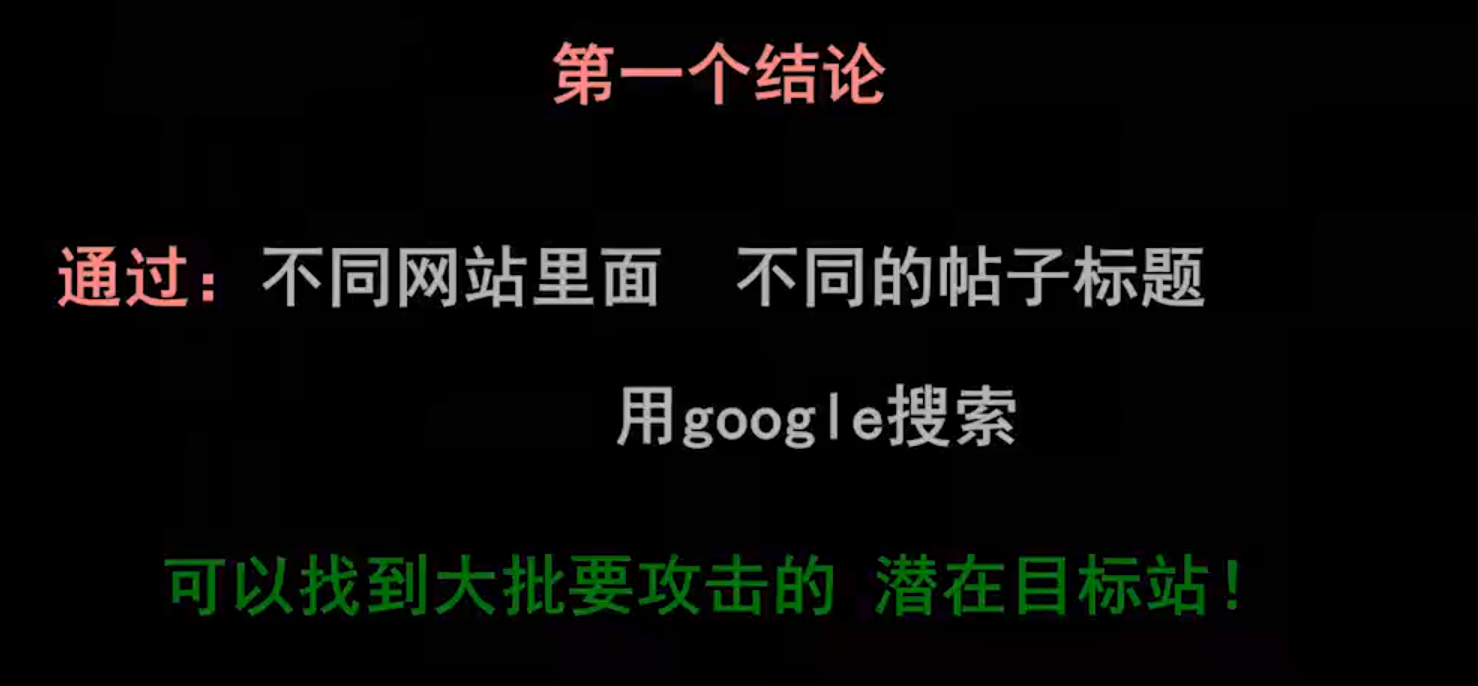 第一个结论
通过：不同网站里面 不同的帖子标题
用google搜索
可以找到大批要攻击的 潜在目标站！